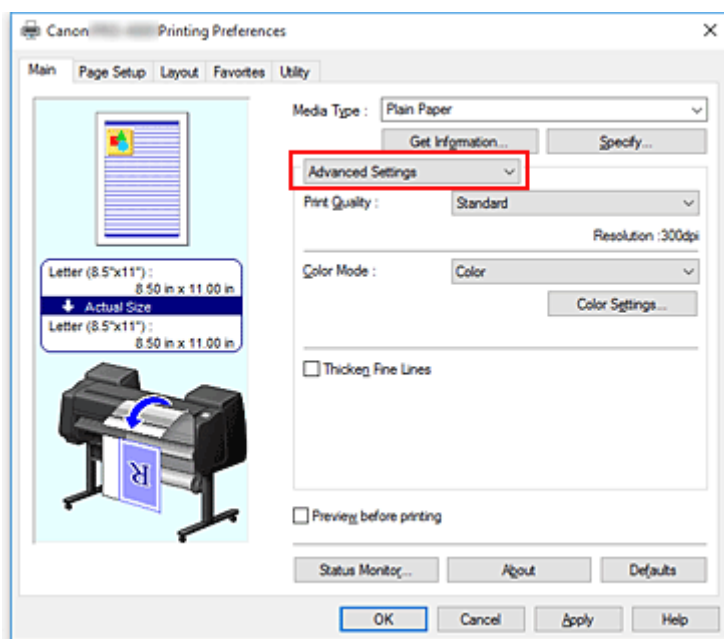 Canon Printing Preferences
Main Page Setup Layout Favorites Utility
Media Type : Plain Paper
Get Information... Specify...
Advanced Settings
Print Quality : Standard
Resolution :300dpi
Color Mode : Color
Color Settings...
Thicken Fine Lines
Letter (8.5"x11") :
8.50 in x 11.00 in
Actual Size
Letter (8.5"x11") :
8.50 in x 11.00 in
R
Preview before printing
Status Monitor... About Defaults
OK Cancel Apply Help